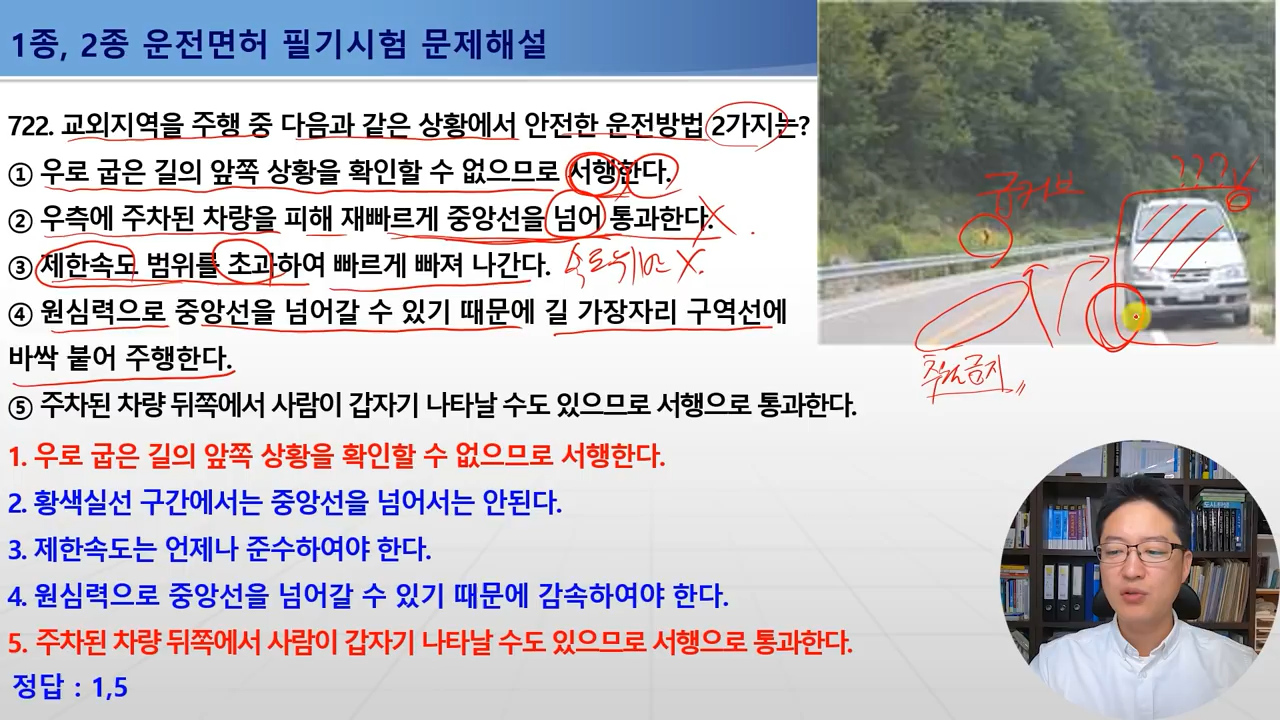 1종, 2종 운전면허 필기시험 문제해설
722. 교외지역을 주행 중 다음과 같은 상황에서 안전한 운전방법 2가지는?
① 우로 굽은 길의 앞쪽 상황을 확인할 수 없으므로 서행한다.
② 우측에 주차된 차량을 피해 재빠르게 중앙선을 넘어 통과한다.
③ 제한속도 범위를 초과하여 빠르게 빠져 나간다.
④ 원심력으로 중앙선을 넘어갈 수 있기 때문에 길 가장자리 구역선에
바싹 붙어 주행한다.
⑤ 주차된 차량 뒤쪽에서 사람이 갑자기 나타날 수도 있으므로 서행으로 통과한다.
1. 우로 굽은 길의 앞쪽 상황을 확인할 수 없으므로 서행한다.
2. 황색실선 구간에서는 중앙선을 넘어서는 안된다.
3. 제한속도는 언제나 준수하여야 한다.
4. 원심력으로 중앙선을 넘어갈 수 있기 때문에 감속하여야 한다.
5. 주차된 차량 뒤쪽에서 사람이 갑자기 나타날 수도 있으므로 서행으로 통과한다.
정답 : 1,5
급커브
???
속도위반 X.
추월금지